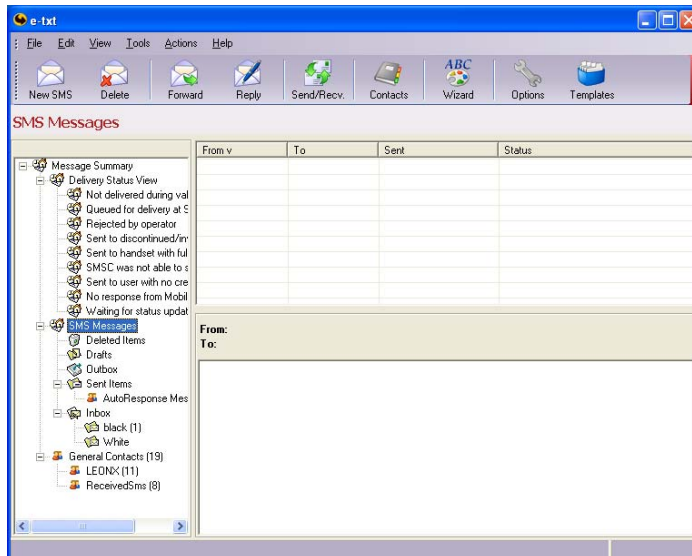 e-txt
File Edit View Tools Actions Help
New SMS Delete Forward Reply Send/Recv. Contacts ABC Wizard Options Templates
SMS Messages
From v To Sent Status
Message Summary
Delivery Status View
Not delivered during val
Queued for delivery at S
Rejected by operator
Sent to discontinued/in
Sent to handset with ful
SMSC was not able to s
Sent to user with no cre
No response from Mobil
Waiting for status updat
SMS Messages
Deleted Items
Drafts
Outbox
Sent Items
AutoResponse Mes
Inbox
black (1)
White
General Contacts (19)
LEONX (11)
ReceivedSms (8)
From:
To: